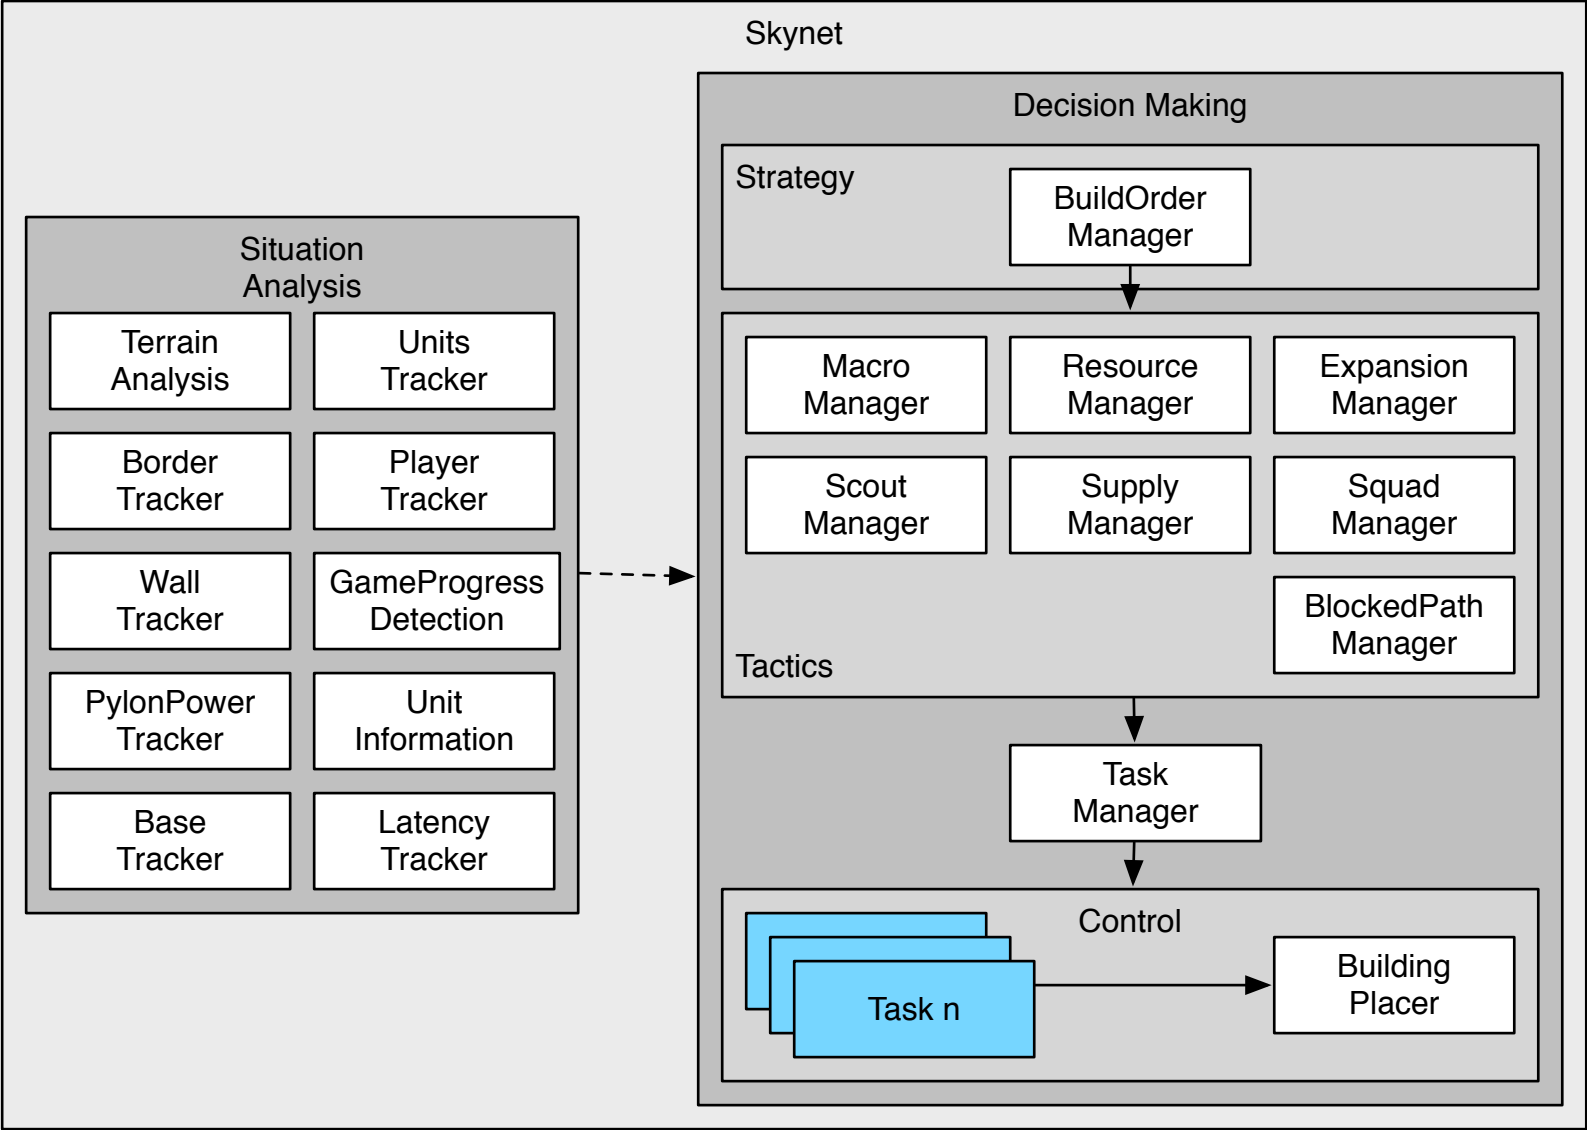 Skynet
Situation
Analysis
Terrain
Analysis
Units
Tracker
Border
Tracker
Player
Tracker
Wall
Tracker
GameProgress
Detection
PylonPower
Tracker
Unit
Information
Base
Tracker
Latency
Tracker
Decision Making
Strategy
BuildOrder
Manager
Macro
Manager
Resource
Manager
Expansion
Manager
Scout
Manager
Supply
Manager
Squad
Manager
BlockedPath
Manager
Tactics
Task
Manager
Control
Task n
Building
Placer